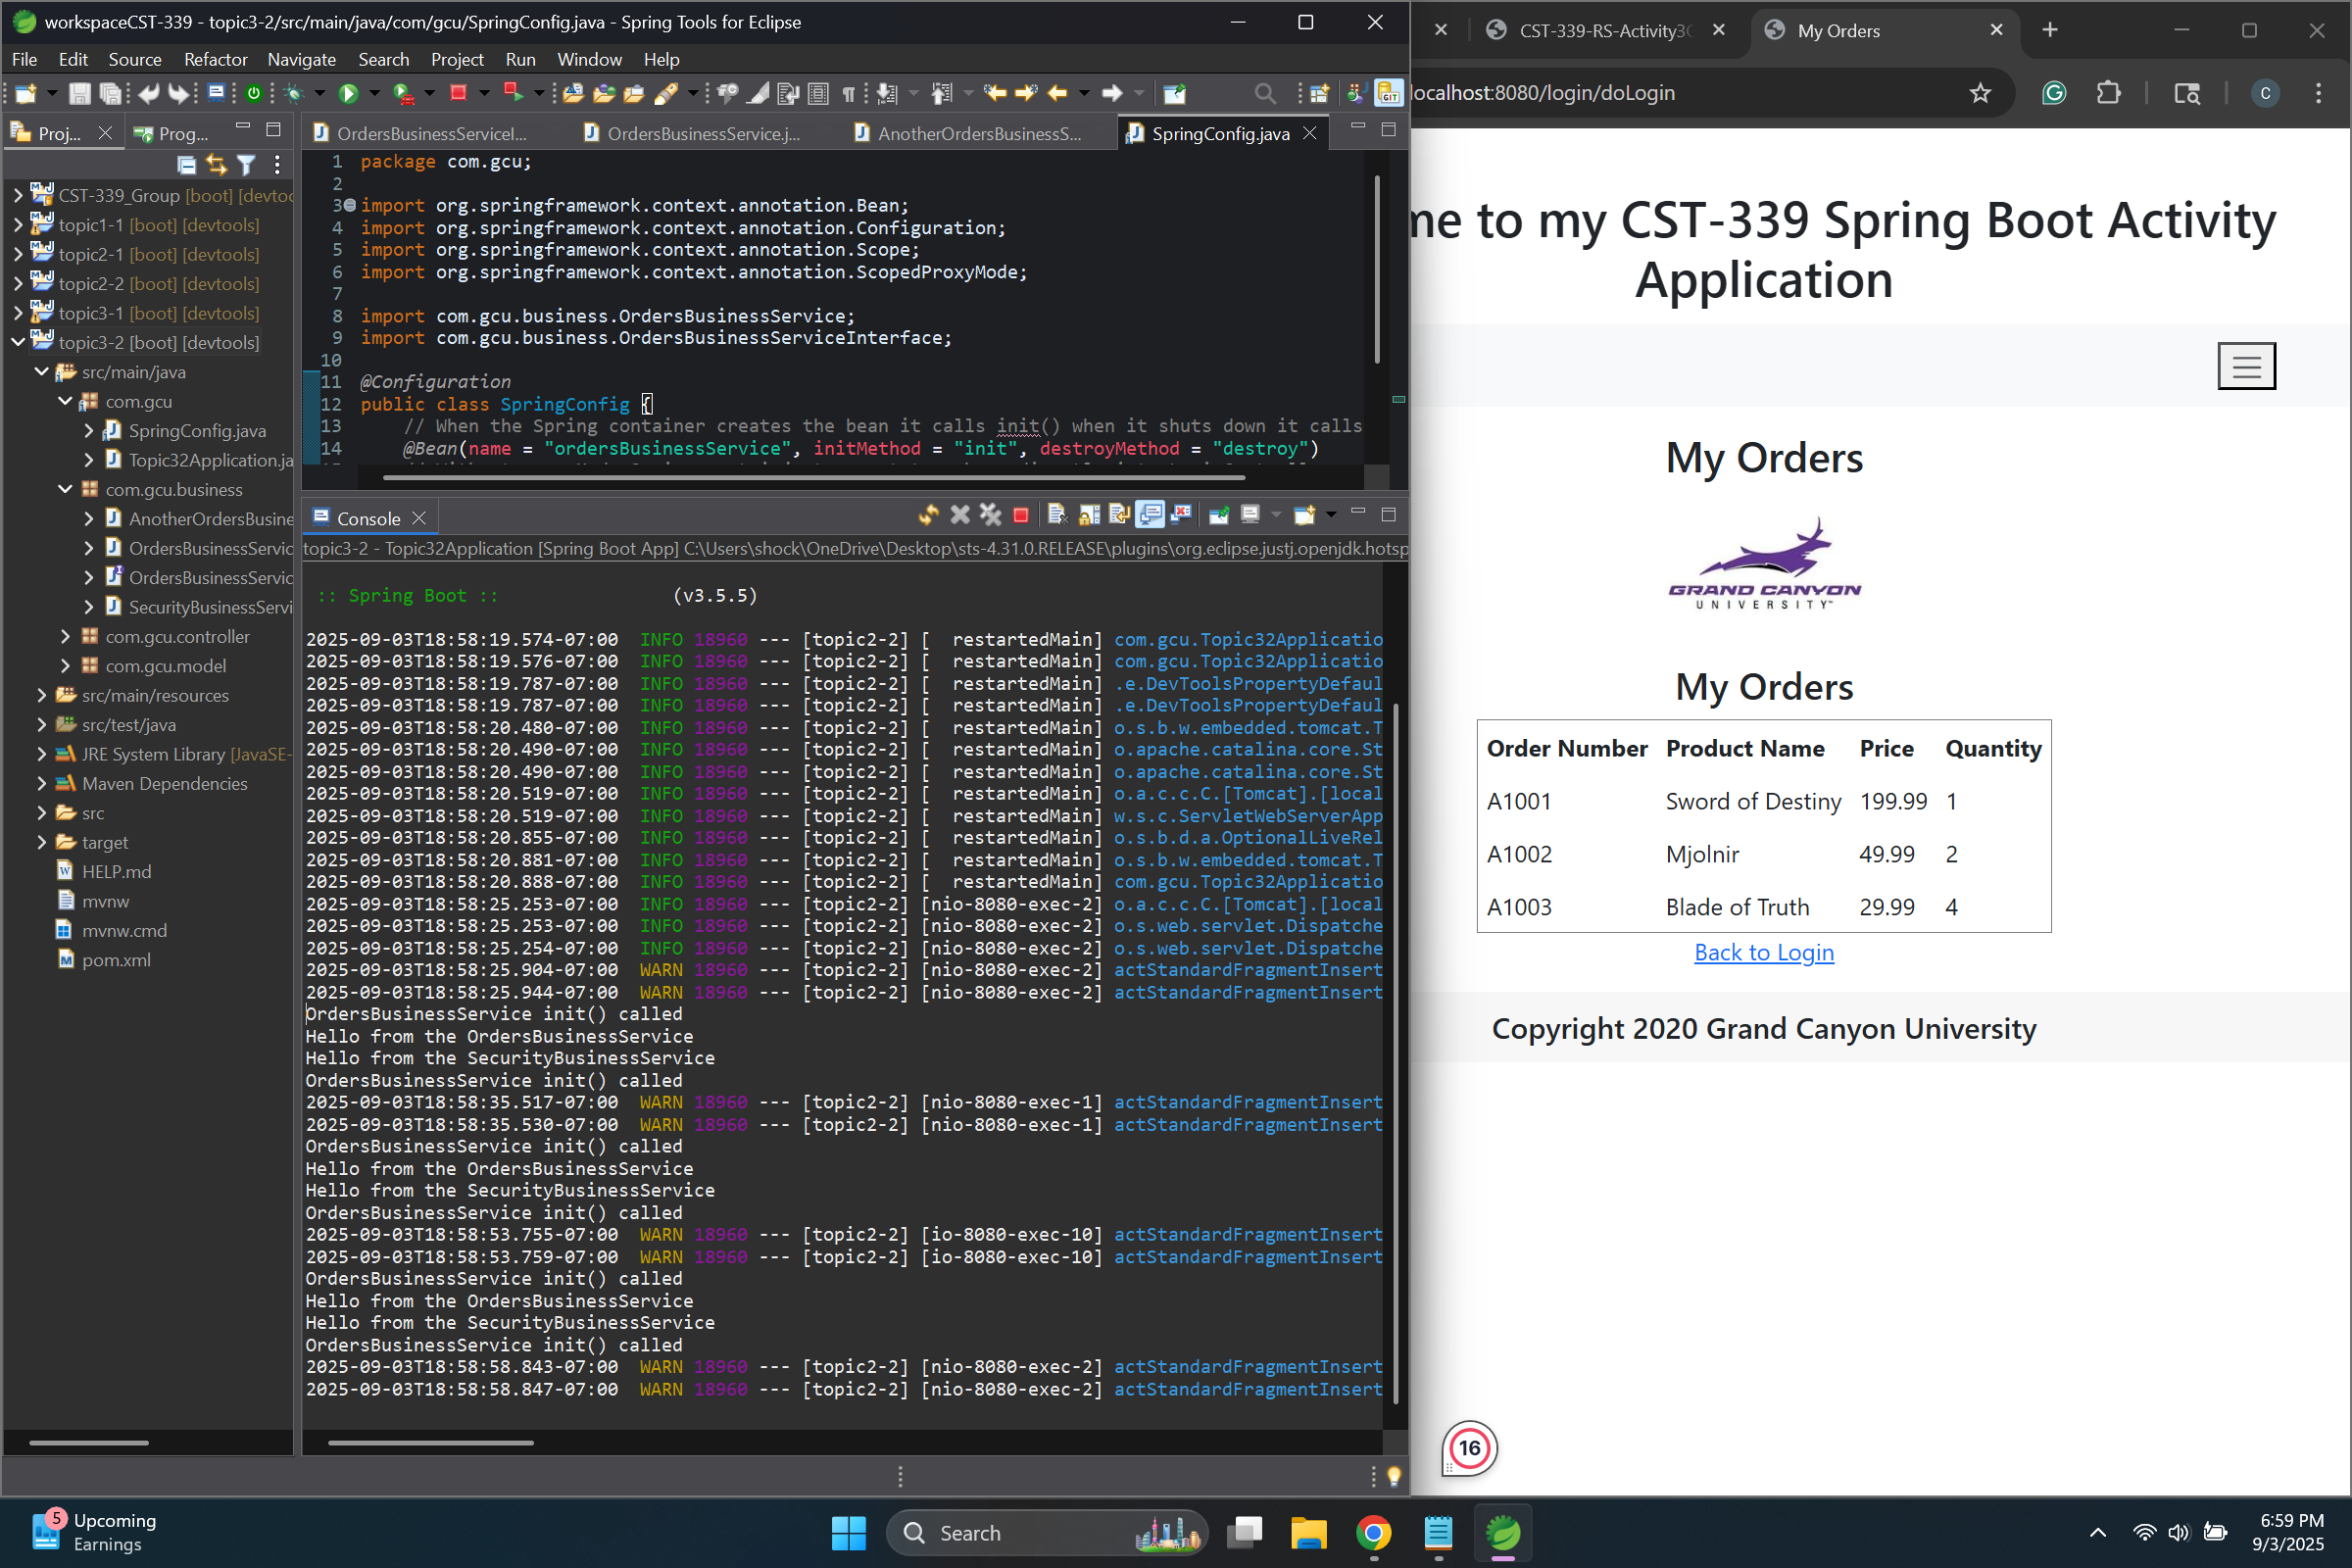 workspaceCST-339 - topic3-2/src/main/java/com/gcu/SpringConfig.java - Spring Tools for Eclipse
File Edit Source Refactor Navigate Search Project Run Window Help
Proj... Prog...
CST-339_Group [boot] [devtoo
topic1-1 [boot] [devtools]
topic2-1 [boot] [devtools]
topic2-2 [boot] [devtools]
topic3-1 [boot] [devtools]
topic3-2 [boot] [devtools]
src/main/java
com.gcu
SpringConfig.java
Topic32Application.ja
com.gcu.business
AnotherOrdersBusine
OrdersBusinessServic
OrdersBusinessServic
SecurityBusinessServi
com.gcu.controller
com.gcu.model
src/main/resources
src/test/java
JRE System Library [JavaSE-
Maven Dependencies
src
target
HELP.md
mvnw
mvnw.cmd
pom.xml
OrdersBusinessServiceI... OrdersBusinessService.j... AnotherOrdersBusinessS... SpringConfig.java
1 package com.gcu;
2
3 import org.springframework.context.annotation.Bean;
4 import org.springframework.context.annotation.Configuration;
5 import org.springframework.context.annotation.Scope;
6 import org.springframework.context.annotation.ScopedProxyMode;
7
8 import com.gcu.business.OrdersBusinessService;
9 import com.gcu.business.OrdersBusinessServiceInterface;
10
11 @Configuration
12 public class SpringConfig {
13 // When the Spring container creates the bean it calls init() when it shuts down it calls
14 @Bean(name = "ordersBusinessService", initMethod = "init", destroyMethod = "destroy")
Console
topic3-2 - Topic32Application [Spring Boot App] C:\Users\shock\OneDrive\Desktop\sts-4.31.0.RELEASE\plugins\org.eclipse.justj.openjdk.hotsp
:: Spring Boot :: (v3.5.5)
2025-09-03T18:58:19.574-07:00 INFO 18960 --- [topic2-2] [ restartedMain] com.gcu.Topic32Applicatio
2025-09-03T18:58:19.576-07:00 INFO 18960 --- [topic2-2] [ restartedMain] com.gcu.Topic32Applicatio
2025-09-03T18:58:19.787-07:00 INFO 18960 --- [topic2-2] [ restartedMain] .e.DevToolsPropertyDefaul
2025-09-03T18:58:19.787-07:00 INFO 18960 --- [topic2-2] [ restartedMain] .e.DevToolsPropertyDefaul
2025-09-03T18:58:20.480-07:00 INFO 18960 --- [topic2-2] [ restartedMain] o.s.b.w.embedded.tomcat.T
2025-09-03T18:58:20.490-07:00 INFO 18960 --- [topic2-2] [ restartedMain] o.apache.catalina.core.St
2025-09-03T18:58:20.490-07:00 INFO 18960 --- [topic2-2] [ restartedMain] o.apache.catalina.core.St
2025-09-03T18:58:20.519-07:00 INFO 18960 --- [topic2-2] [ restartedMain] o.a.c.c.C.[Tomcat].[local
2025-09-03T18:58:20.519-07:00 INFO 18960 --- [topic2-2] [ restartedMain] w.s.c.ServletWebServerApp
2025-09-03T18:58:20.855-07:00 INFO 18960 --- [topic2-2] [ restartedMain] o.s.b.d.a.OptionalLiveRel
2025-09-03T18:58:20.881-07:00 INFO 18960 --- [topic2-2] [ restartedMain] o.s.b.w.embedded.tomcat.T
2025-09-03T18:58:20.888-07:00 INFO 18960 --- [topic2-2] [ restartedMain] com.gcu.Topic32Applicatio
2025-09-03T18:58:25.253-07:00 INFO 18960 --- [topic2-2] [nio-8080-exec-2] o.a.c.c.C.[Tomcat].[local
2025-09-03T18:58:25.253-07:00 INFO 18960 --- [topic2-2] [nio-8080-exec-2] o.s.web.servlet.Dispatche
2025-09-03T18:58:25.254-07:00 INFO 18960 --- [topic2-2] [nio-8080-exec-2] o.s.web.servlet.Dispatche
2025-09-03T18:58:25.904-07:00 WARN 18960 --- [topic2-2] [nio-8080-exec-2] actStandardFragmentInsert
2025-09-03T18:58:25.944-07:00 WARN 18960 --- [topic2-2] [nio-8080-exec-2] actStandardFragmentInsert
OrdersBusinessService init() called
Hello from the OrdersBusinessService
Hello from the SecurityBusinessService
OrdersBusinessService init() called
2025-09-03T18:58:35.517-07:00 WARN 18960 --- [topic2-2] [nio-8080-exec-1] actStandardFragmentInsert
2025-09-03T18:58:35.530-07:00 WARN 18960 --- [topic2-2] [nio-8080-exec-1] actStandardFragmentInsert
OrdersBusinessService init() called
Hello from the OrdersBusinessService
Hello from the SecurityBusinessService
OrdersBusinessService init() called
2025-09-03T18:58:53.755-07:00 WARN 18960 --- [topic2-2] [io-8080-exec-10] actStandardFragmentInsert
2025-09-03T18:58:53.759-07:00 WARN 18960 --- [topic2-2] [io-8080-exec-10] actStandardFragmentInsert
OrdersBusinessService init() called
Hello from the OrdersBusinessService
Hello from the SecurityBusinessService
OrdersBusinessService init() called
2025-09-03T18:58:58.843-07:00 WARN 18960 --- [topic2-2] [nio-8080-exec-2] actStandardFragmentInsert
2025-09-03T18:58:58.847-07:00 WARN 18960 --- [topic2-2] [nio-8080-exec-2] actStandardFragmentInsert
CST-339-RS-Activity3 My Orders
localhost:8080/login/doLogin
C
me to my CST-339 Spring Boot Activity
Application
My Orders
GRAND CANYON
UNIVERSITY™
My Orders
Order Number Product Name Price Quantity
A1001 Sword of Destiny 199.99 1
A1002 Mjolnir 49.99 2
A1003 Blade of Truth 29.99 4
Back to Login
Copyright 2020 Grand Canyon University
16
5
Upcoming
Earnings
Search
6:59 PM
9/3/2025